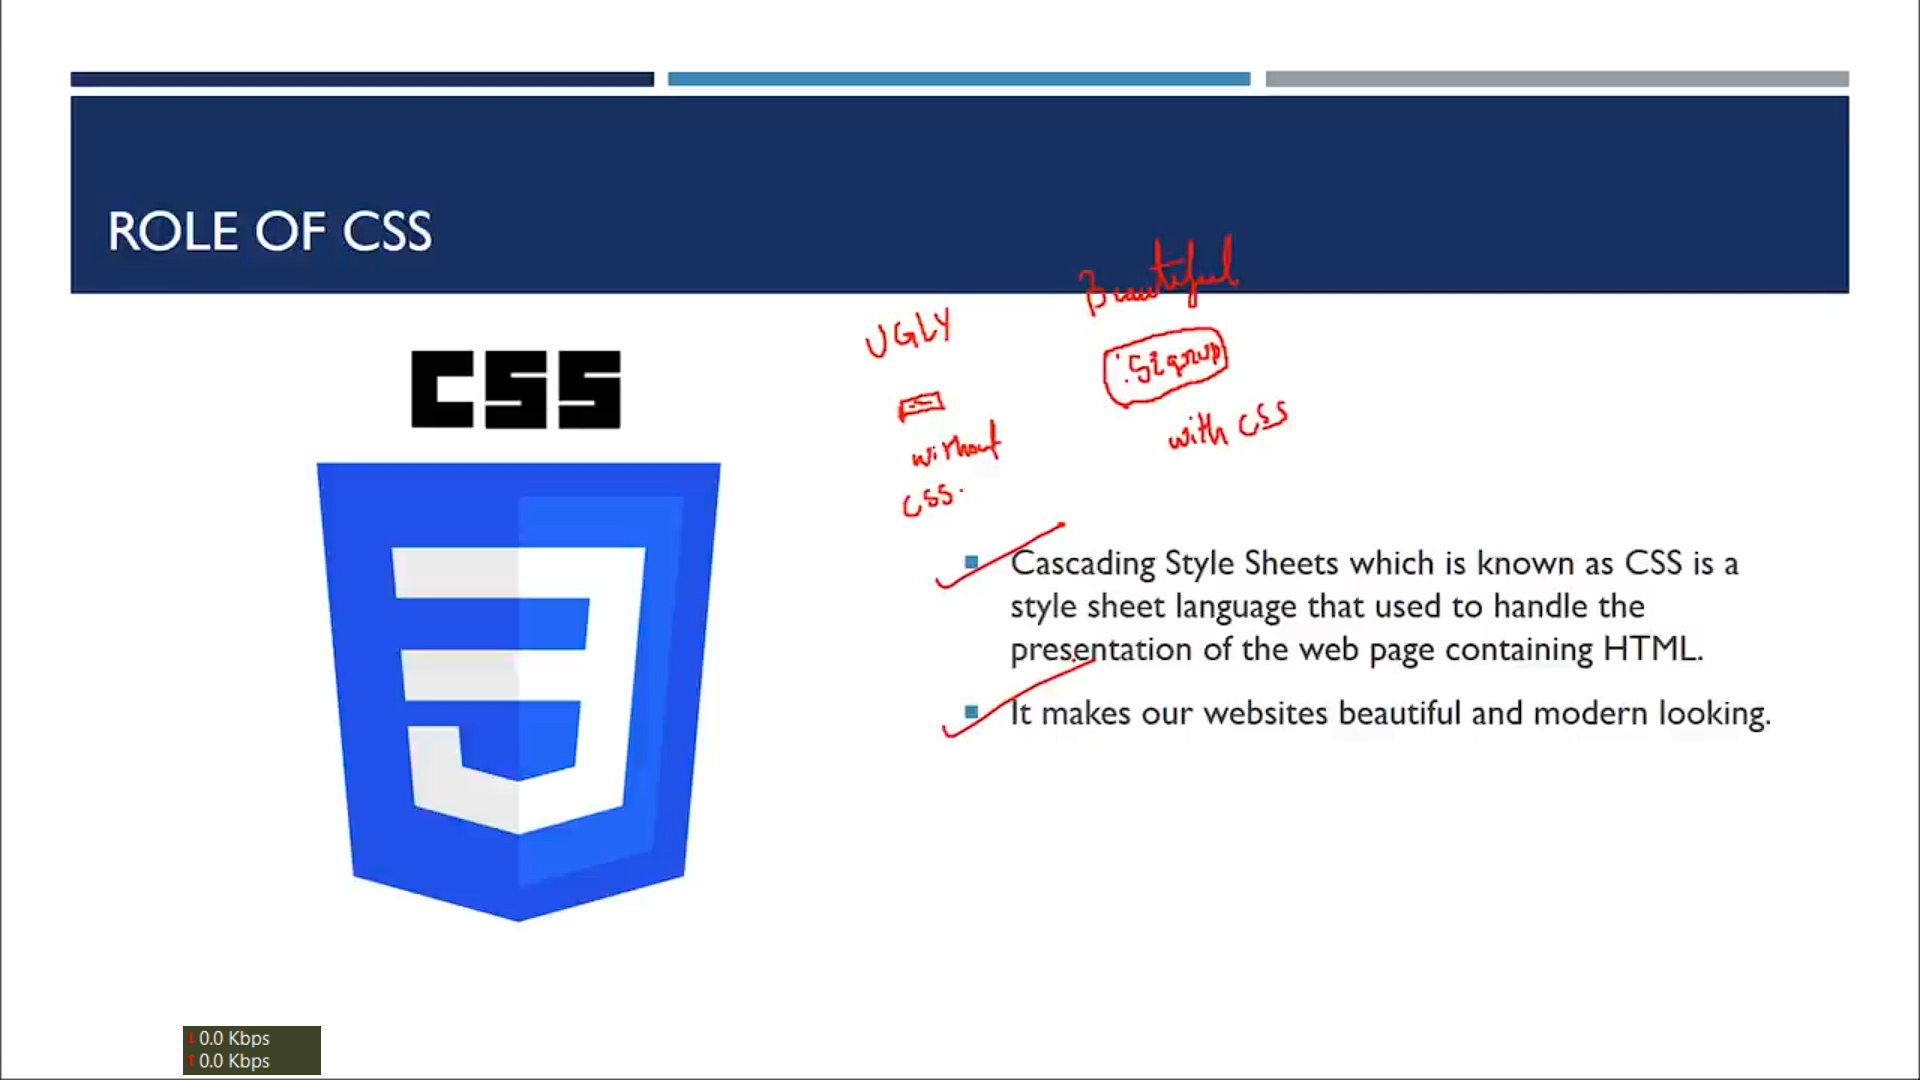 ROLE OF CSS
Beautiful
UGLY
Signup
with CSS
without
CSS.
CSS
Cascading Style Sheets which is known as CSS is a
style sheet language that used to handle the
presentation of the web page containing HTML.
It makes our websites beautiful and modern looking.
0.0 Kbps
0.0 Kbps